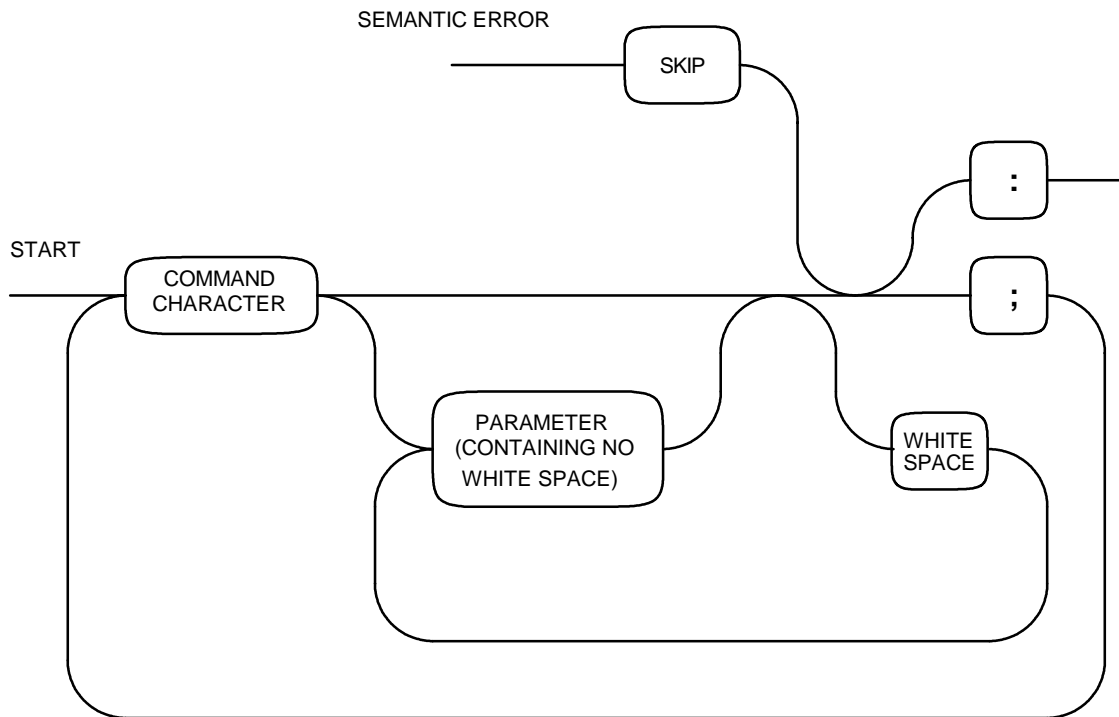 SEMANTIC ERROR
SKIP
:
START
COMMAND
CHARACTER
;
PARAMETER
(CONTAINING NO
WHITE SPACE)
WHITE
SPACE